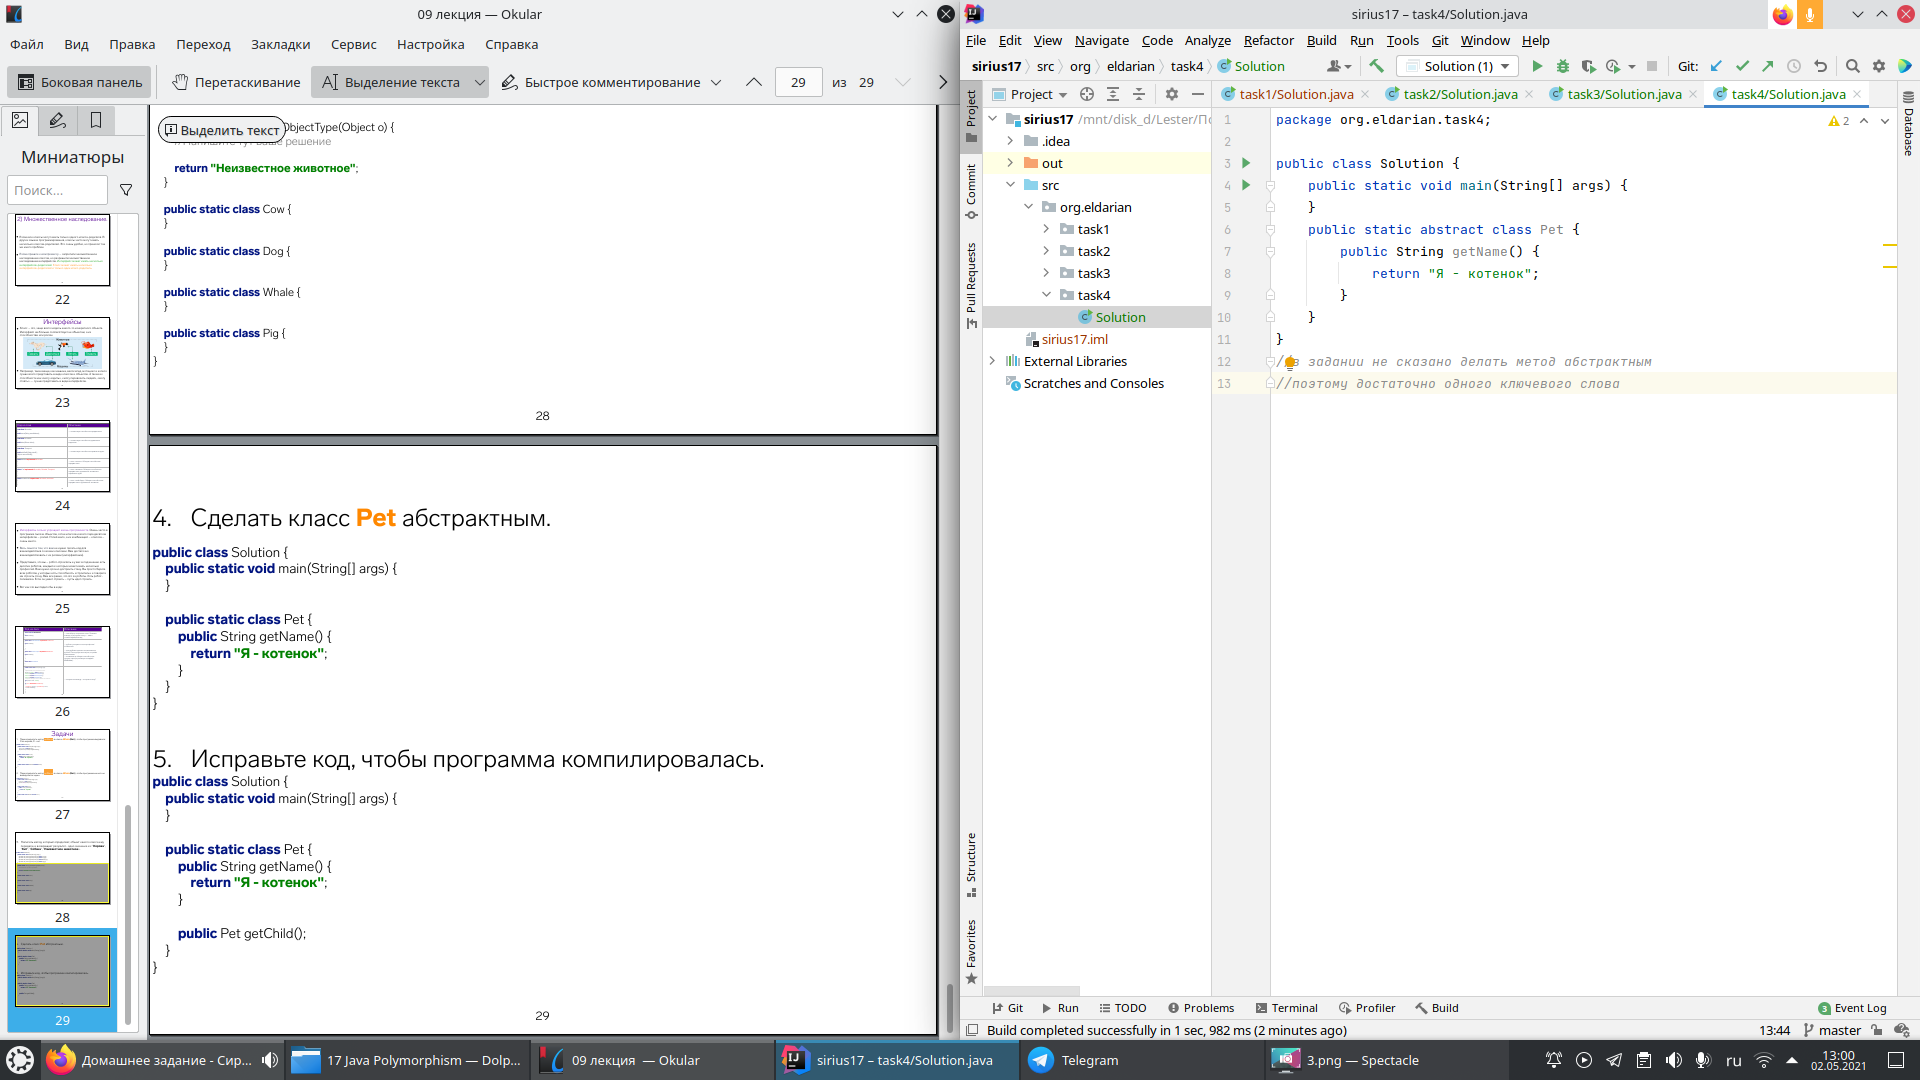 09 лекция — Okular
Файл Вид Правка Переход Закладки Сервис Настройка Справка
Боковая панель Перетаскивание Выделение текста Быстрое комментирование 29 из 29
Миниатюры
Поиск...
2) Множественное наследование
22
Интерфейсы
23
24
25
26
Задачи
27
28
29
Выделить текст
ObjectType(Object o) {
return "Неизвестное животное";
}
public static class Cow {
}
public static class Dog {
}
public static class Whale {
}
public static class Pig {
}
}
28
4. Сделать класс Pet абстрактным.
public class Solution {
public static void main(String[] args) {
}
public static class Pet {
public String getName() {
return "Я - котенок";
}
}
}
5. Исправьте код, чтобы программа компилировалась.
public class Solution {
public static void main(String[] args) {
}
public static class Pet {
public String getName() {
return "Я - котенок";
}
public Pet getChild();
}
}
29
sirius17 – task4/Solution.java
File Edit View Navigate Code Analyze Refactor Build Run Tools Git Window Help
sirius17 src org eldarian task4 Solution Solution (1) Git:
Project
task1/Solution.java task2/Solution.java task3/Solution.java task4/Solution.java
Project
Commit
Pull Requests
Structure
Favorites
Database
sirius17 /mnt/disk_d/Lester/По
.idea
out
src
org.eldarian
task1
task2
task3
task4
Solution
sirius17.iml
External Libraries
Scratches and Consoles
2
1 package org.eldarian.task4;
2
3 public class Solution {
4 public static void main(String[] args) {
5 }
6 public static abstract class Pet {
7 public String getName() {
8 return "Я - котенок";
9 }
10 }
11 }
12 //в задании не сказано делать метод абстрактным
13 //поэтому достаточно одного ключевого слова
Git Run TODO Problems Terminal Profiler Build 3 Event Log
Build completed successfully in 1 sec, 982 ms (2 minutes ago) 13:44 master
Домашнее задание - Сир... 17 Java Polymorphism — Dolp... 09 лекция — Okular sirius17 – task4/Solution.java Telegram 3.png — Spectacle ru 13:00
02.05.2021